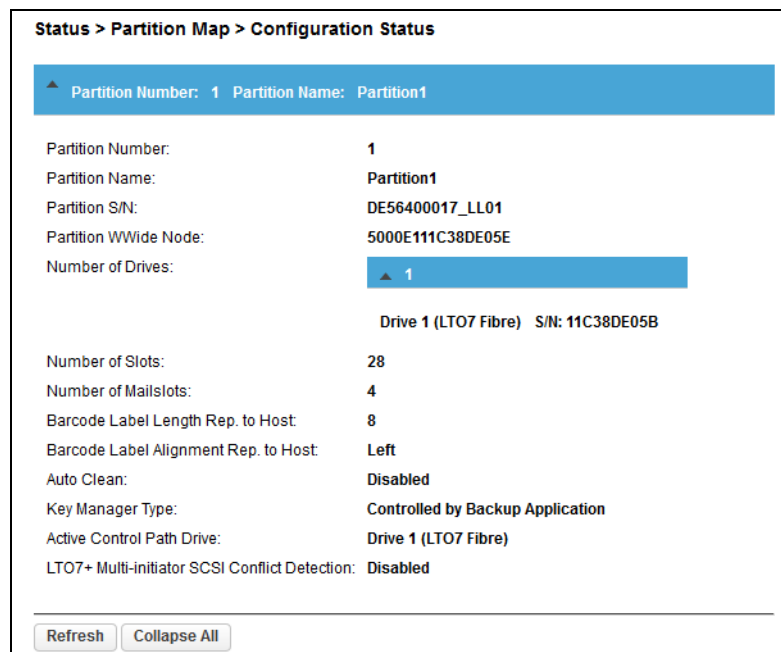 Status > Partition Map > Configuration Status
Partition Number: 1 Partition Name: Partition1
Partition Number: 1
Partition Name: Partition1
Partition S/N: DE56400017_LL01
Partition WWide Node: 5000E111C38DE05E
Number of Drives: 1
Drive 1 (LTO7 Fibre) S/N: 11C38DE05B
Number of Slots: 28
Number of Mailslots: 4
Barcode Label Length Rep. to Host: 8
Barcode Label Alignment Rep. to Host: Left
Auto Clean: Disabled
Key Manager Type: Controlled by Backup Application
Active Control Path Drive: Drive 1 (LTO7 Fibre)
LTO7+ Multi-initiator SCSI Conflict Detection: Disabled
Refresh Collapse All